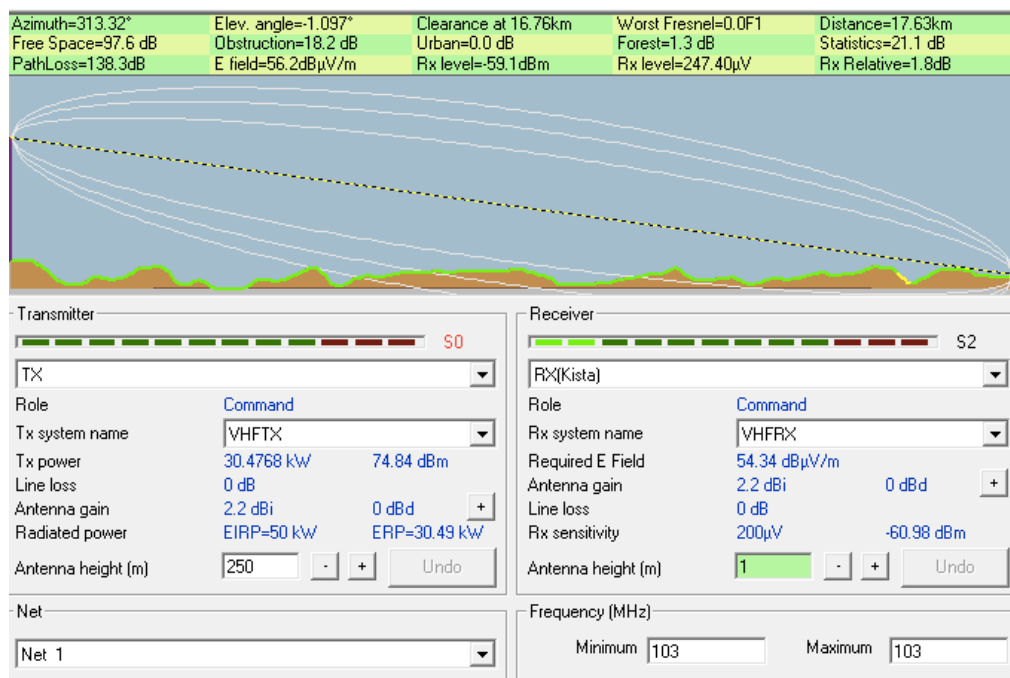 Azimuth=313.32° Elev. angle=-1.097° Clearance at 16.76km Worst Fresnel=0.0F1 Distance=17.63km
Free Space=97.6 dB Obstruction=18.2 dB Urban=0.0 dB Forest=1.3 dB Statistics=21.1 dB
PathLoss=138.3dB E field=56.2dBµV/m Rx level=-59.1dBm Rx level=247.40µV Rx Relative=1.8dB
Transmitter
S0
TX
Role Command
Tx system name VHFTX
Tx power 30.4768 kW 74.84 dBm
Line loss 0 dB
Antenna gain 2.2 dBi 0 dBd +
Radiated power EIRP=50 kW ERP=30.49 kW
Antenna height (m) 250 - + Undo
Net
Net 1
Receiver
S2
RX(Kista)
Role Command
Rx system name VHFRX
Required E Field 54.34 dBµV/m
Antenna gain 2.2 dBi 0 dBd +
Line loss 0 dB
Rx sensitivity 200µV -60.98 dBm
Antenna height (m) 1 - + Undo
Frequency (MHz)
Minimum 103 Maximum 103